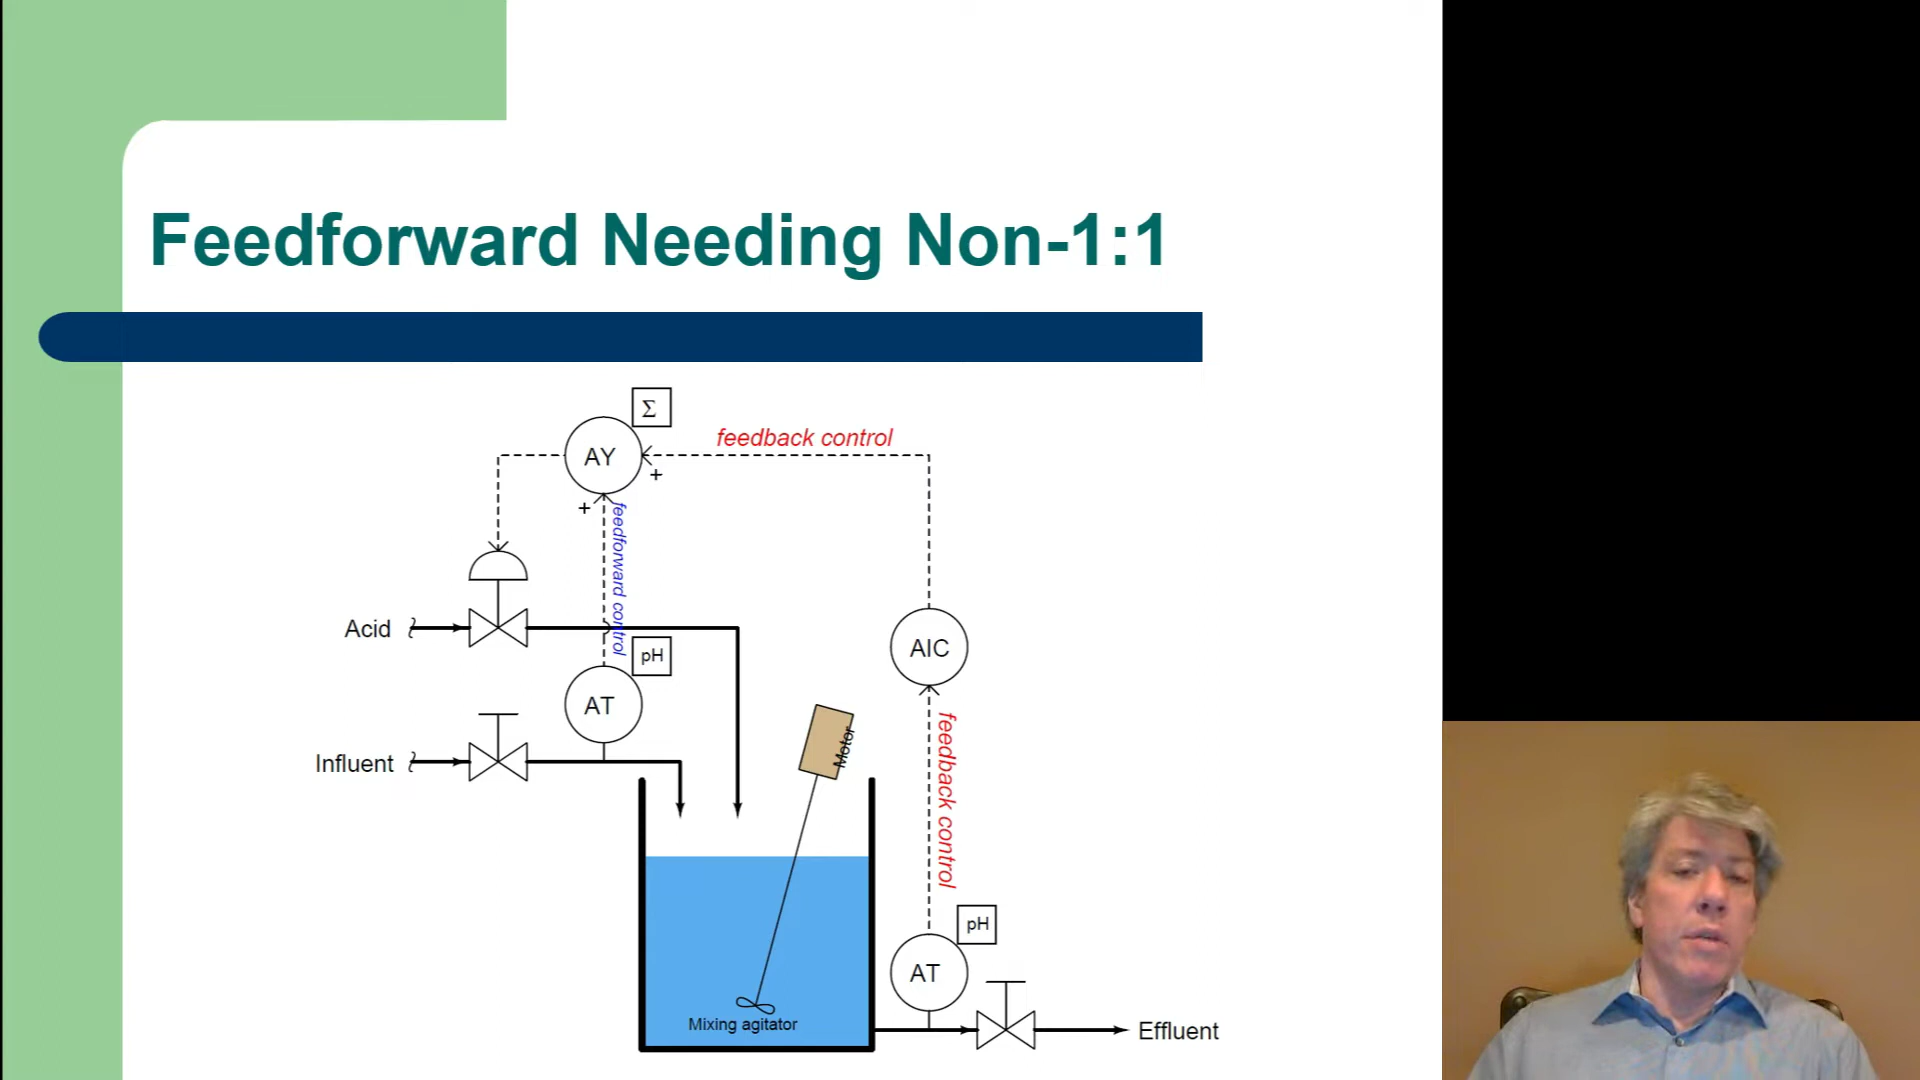 Feedforward Needing Non-1:1
Σ
AY
feedback control
+
+
feedforward control
Acid
pH
AT
AIC
Influent
Motor
feedback control
pH
AT
Mixing agitator
Effluent